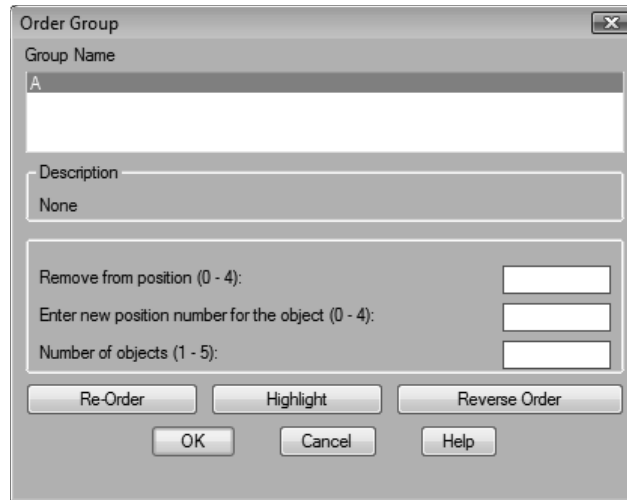 Order Group
Group Name
A
Description
None
Remove from position (0 - 4):
Enter new position number for the object (0 - 4):
Number of objects (1 - 5):
Re-Order Highlight Reverse Order
OK Cancel Help